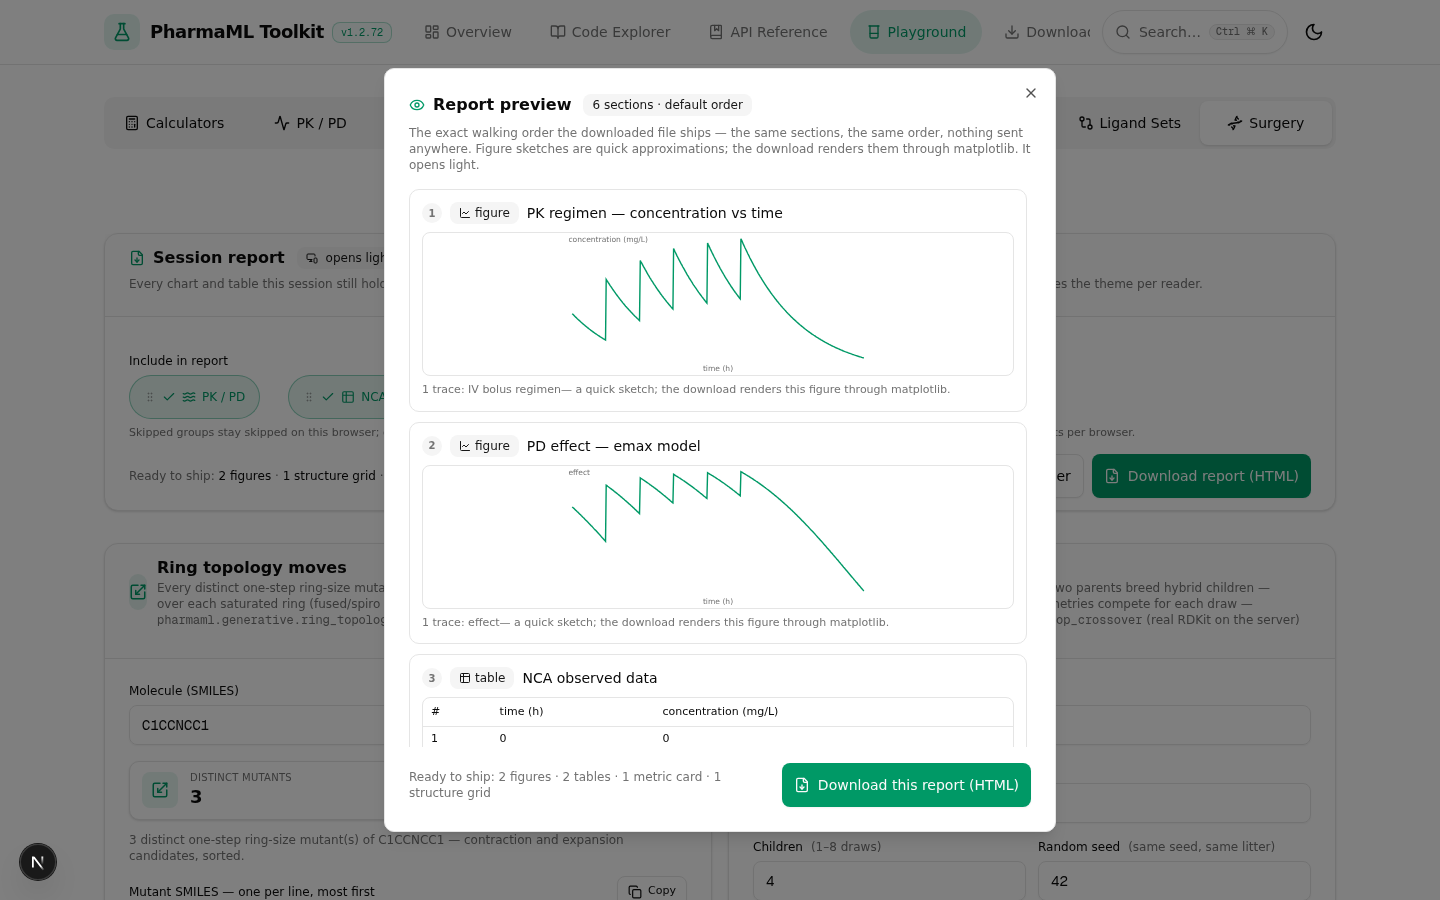 PharmaML Toolkit v1.2.72 Overview Code Explorer API Reference Playground Download Search... Ctrl ⌘ K
Calculators PK / PD Ligand Sets Surgery
Report preview 6 sections · default order
The exact walking order the downloaded file ships — the same sections, the same order, nothing sent
anywhere. Figure sketches are quick approximations; the download renders them through matplotlib. It
opens light.
1 figure PK regimen — concentration vs time
concentration (mg/L)
time (h)
1 trace: IV bolus regimen— a quick sketch; the download renders this figure through matplotlib.
2 figure PD effect — emax model
effect
time (h)
1 trace: effect— a quick sketch; the download renders this figure through matplotlib.
3 table NCA observed data
# time (h) concentration (mg/L)
1 0 0
Ready to ship: 2 figures · 2 tables · 1 metric card · 1
structure grid
Download this report (HTML)
Session report opens ligh
Every chart and table this session still hol
es the theme per reader.
Include in report
PK / PD NCA
Skipped groups stay skipped on this browser;
ts per browser.
Ready to ship: 2 figures · 1 structure grid ·
er Download report (HTML)
Ring topology moves
Every distinct one-step ring-size muta
over each saturated ring (fused/spiro
pharmaml.generative.ring_topolog
wo parents breed hybrid children —
netries compete for each draw —
op_crossover (real RDKit on the server)
Molecule (SMILES)
C1CCNCC1
DISTINCT MUTANTS
3
3 distinct one-step ring-size mutant(s) of C1CCNCC1 — contraction and expansion
candidates, sorted.
Mutant SMILES — one per line, most first Copy
Children (1–8 draws) Random seed (same seed, same litter)
4 42
N